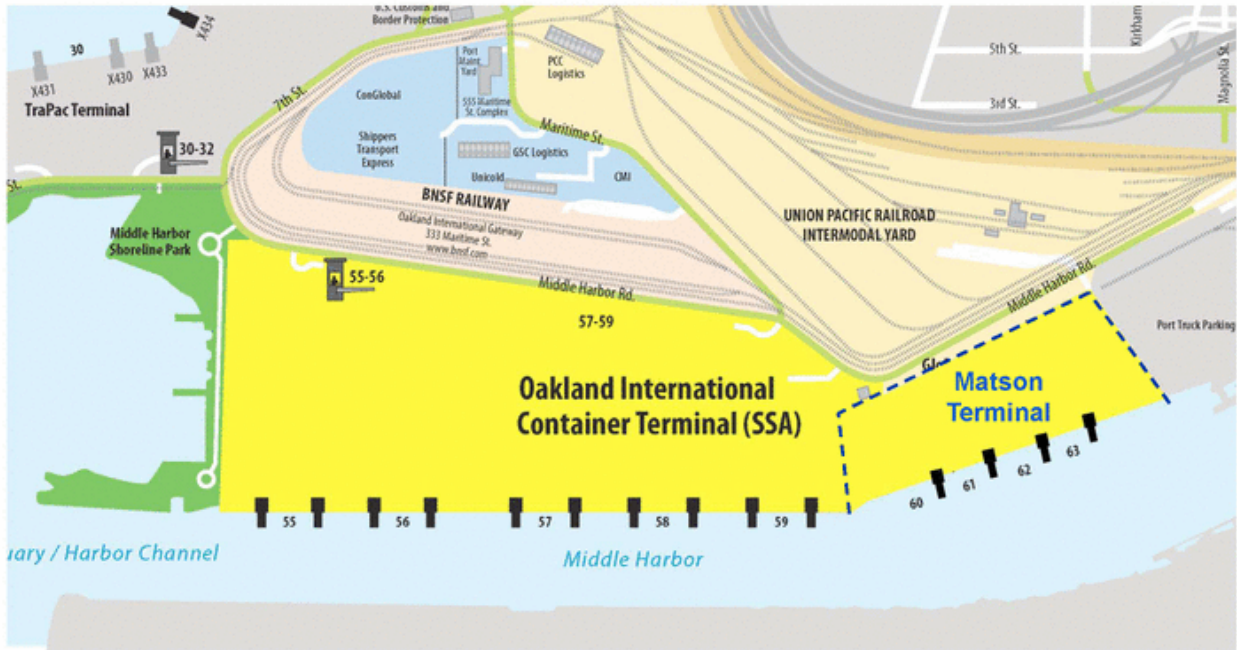 U.S. Customs and
Border Protection
X434
30
X431
X430
X433
TraPac Terminal
30-32
7th St.
St.
ConGlobal
Port
Maint.
Yard
555 Maritime
St. Complex
Shippers
Transport
Express
GSC Logistics
Unicold
CMI
PCC
Logistics
Maritime St.
5th St.
3rd St.
Kirkham
Magnolia St.
BNSF RAILWAY
Oakland International Gateway
333 Maritime St.
www.bnsf.com
UNION PACIFIC RAILROAD
INTERMODAL YARD
Middle Harbor
Shoreline Park
55-56
Middle Harbor Rd.
Middle Harbor Rd.
57-59
Port Truck Parking
Oakland International
Container Terminal (SSA)
Matson
Terminal
55
56
57
58
59
60
61
62
63
uary / Harbor Channel
Middle Harbor